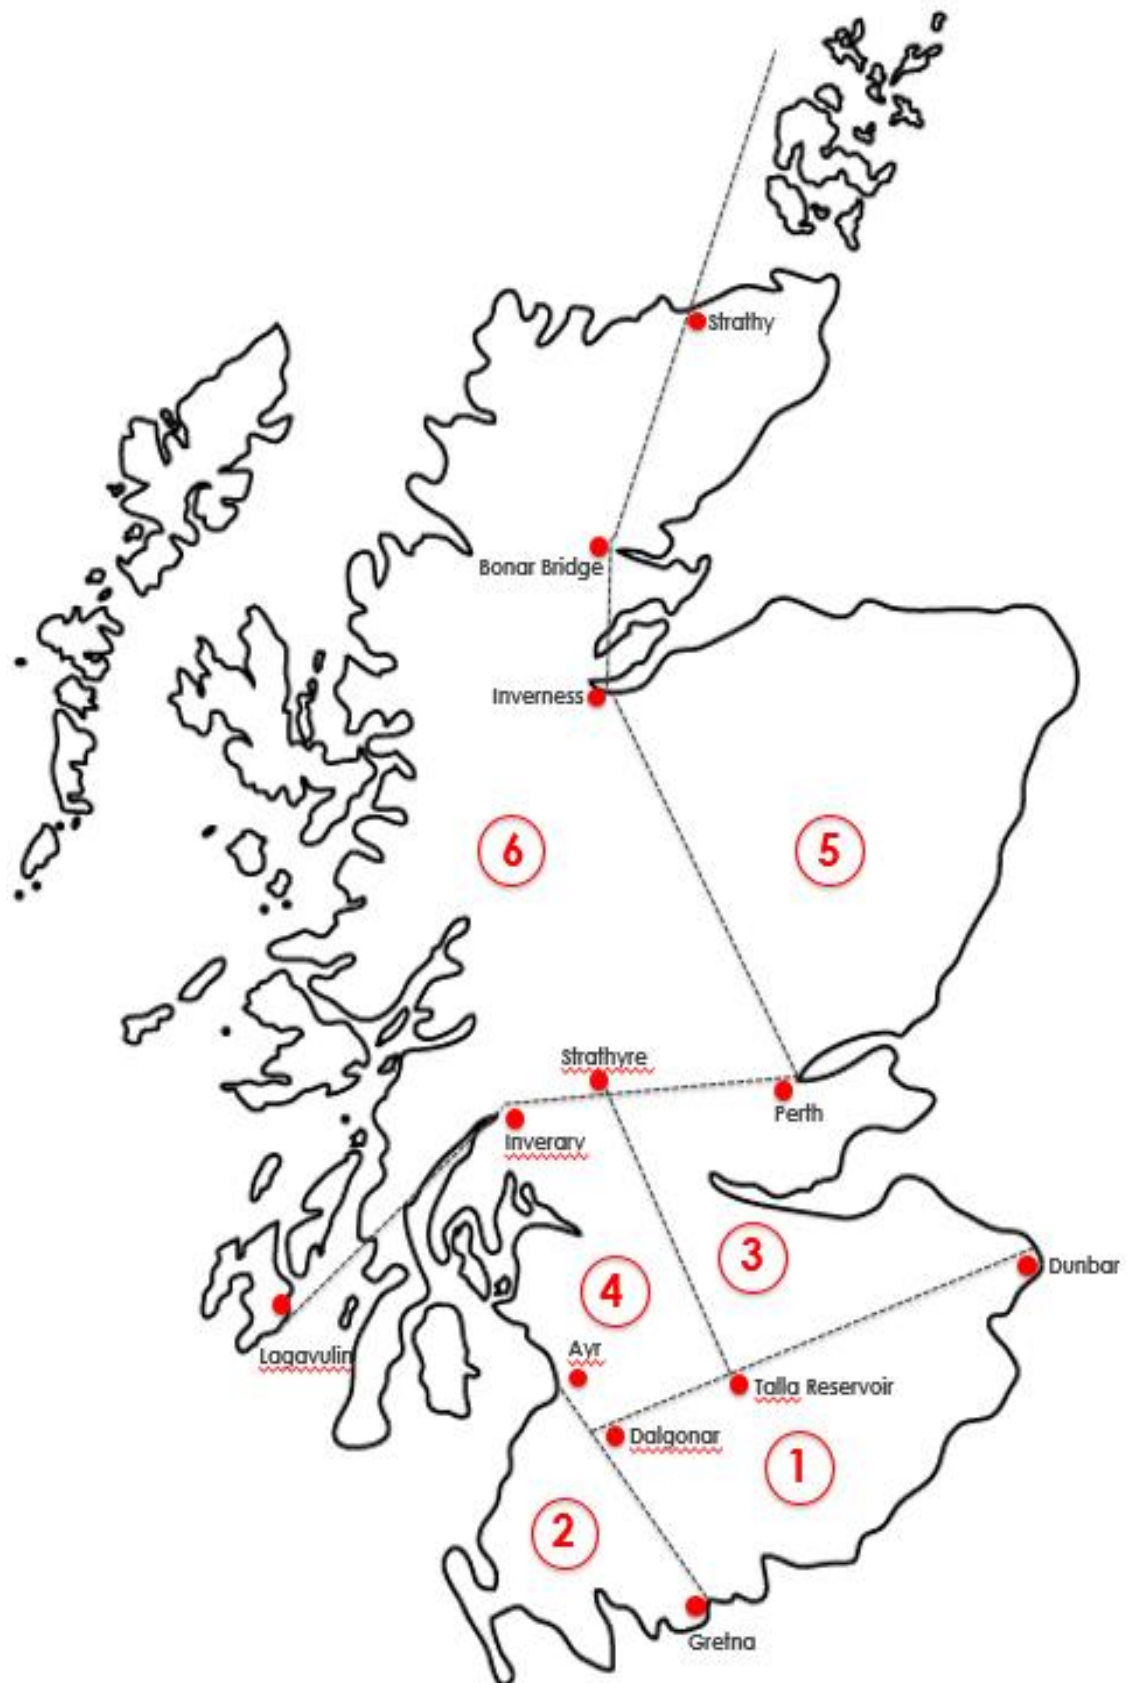 Strathy
Bonar Bridge
Inverness
6
5
Strathyre
Perth
Inverary
3
Dunbar
4
Lagavulin
Ayr
Talla Reservoir
Dalgonar
1
2
Gretna